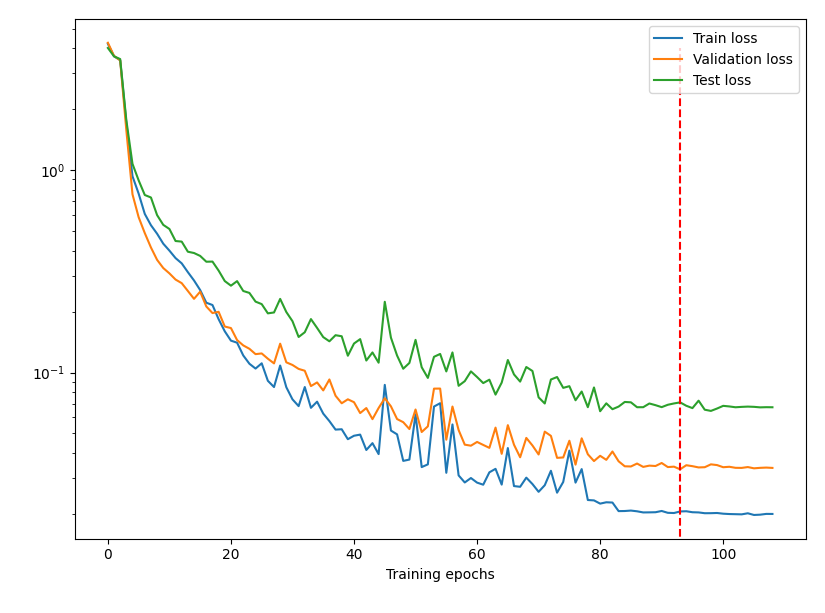 Train loss
Validation loss
Test loss
10⁰
10⁻¹
0 20 40 60 80 100
Training epochs